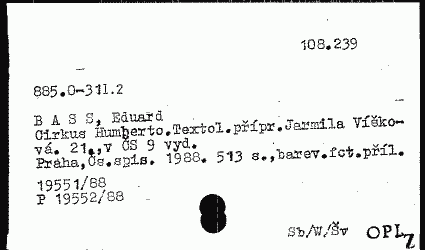 108.239
885.0-31l.2
B A S S, Eduard
Cirkus Humberto.Textol.přípr.Jarmila Víško-
vá. 21.,v ČS 9 vyd.
Praha,Čs.spis. 1988. 513 s.,barev.fot.příl.
19551/88
P 19552/88
Sb/W/Šv OPL